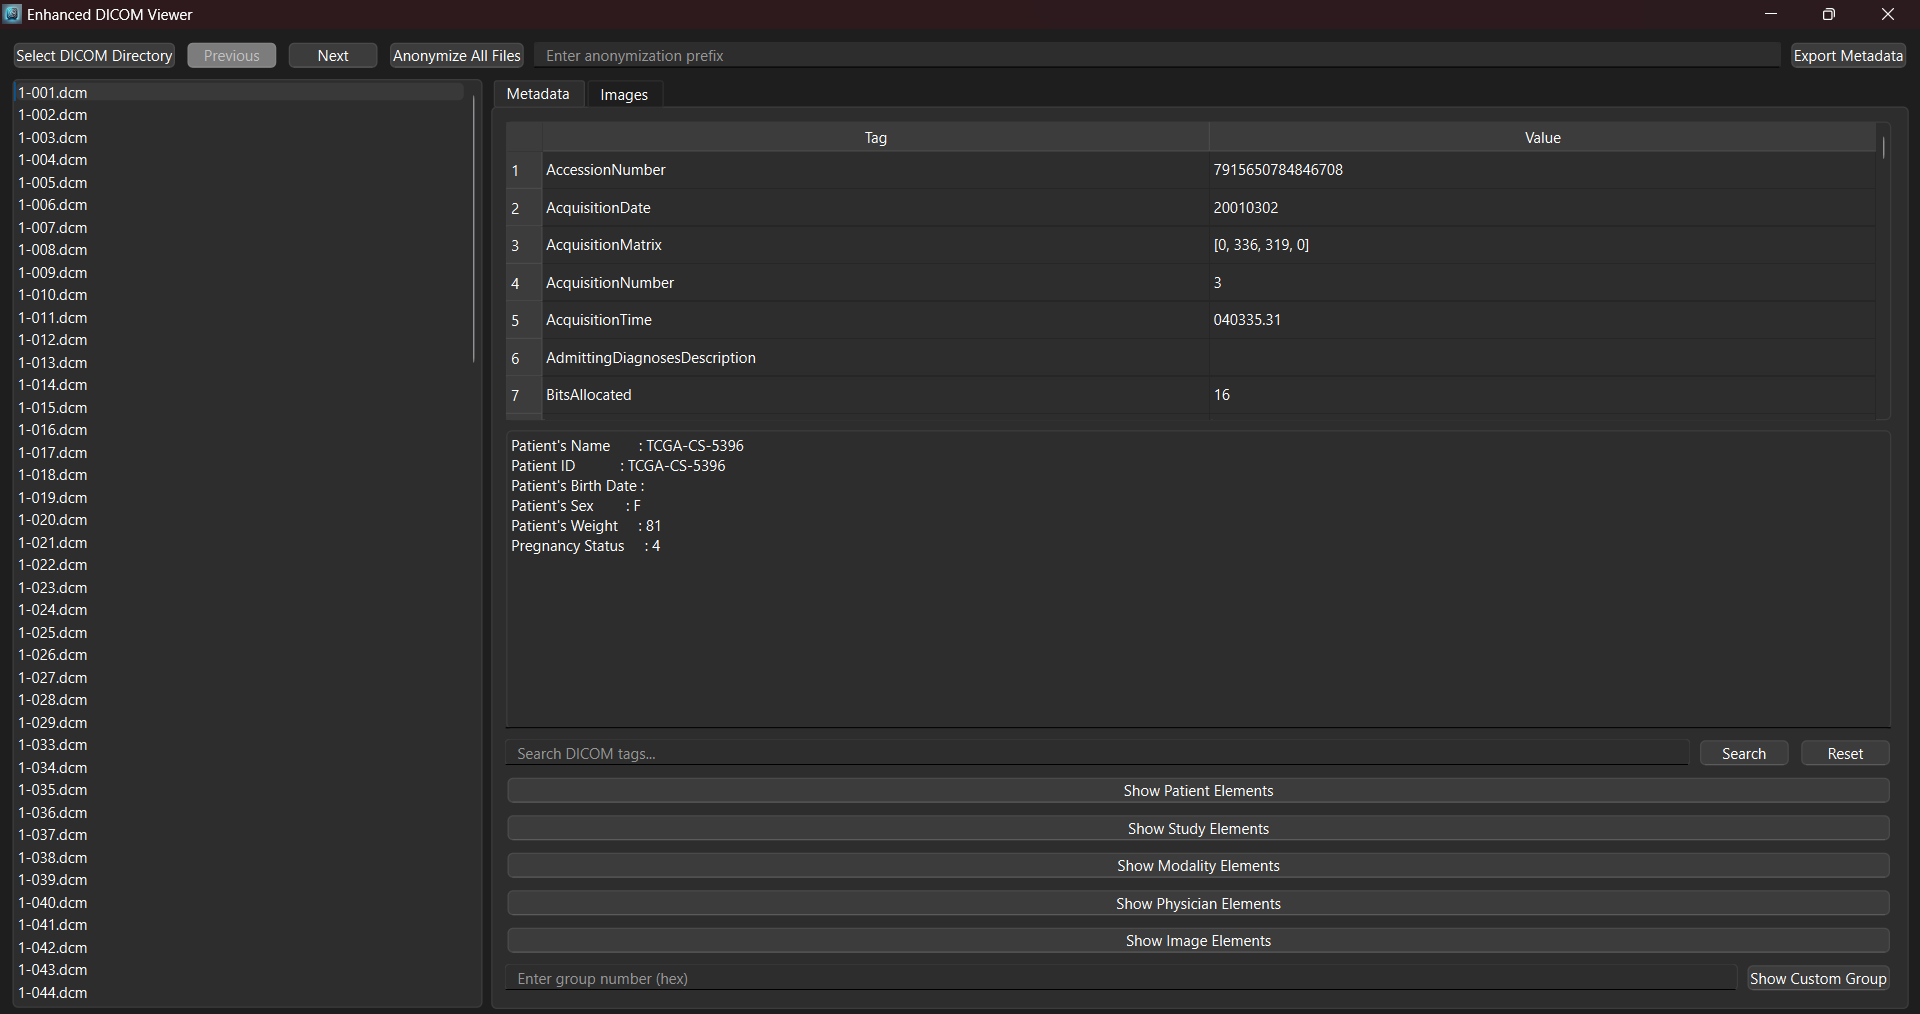 Enhanced DICOM Viewer
Select DICOM Directory Previous Next Anonymize All Files Enter anonymization prefix Export Metadata
1-001.dcm
1-002.dcm
1-003.dcm
1-004.dcm
1-005.dcm
1-006.dcm
1-007.dcm
1-008.dcm
1-009.dcm
1-010.dcm
1-011.dcm
1-012.dcm
1-013.dcm
1-014.dcm
1-015.dcm
1-016.dcm
1-017.dcm
1-018.dcm
1-019.dcm
1-020.dcm
1-021.dcm
1-022.dcm
1-023.dcm
1-024.dcm
1-025.dcm
1-026.dcm
1-027.dcm
1-028.dcm
1-029.dcm
1-033.dcm
1-034.dcm
1-035.dcm
1-036.dcm
1-037.dcm
1-038.dcm
1-039.dcm
1-040.dcm
1-041.dcm
1-042.dcm
1-043.dcm
1-044.dcm
Metadata Images
Tag Value
1 AccessionNumber 7915650784846708
2 AcquisitionDate 20010302
3 AcquisitionMatrix [0, 336, 319, 0]
4 AcquisitionNumber 3
5 AcquisitionTime 040335.31
6 AdmittingDiagnosesDescription
7 BitsAllocated 16
Patient's Name : TCGA-CS-5396
Patient ID : TCGA-CS-5396
Patient's Birth Date :
Patient's Sex : F
Patient's Weight : 81
Pregnancy Status : 4
Search DICOM tags... Search Reset
Show Patient Elements
Show Study Elements
Show Modality Elements
Show Physician Elements
Show Image Elements
Enter group number (hex) Show Custom Group